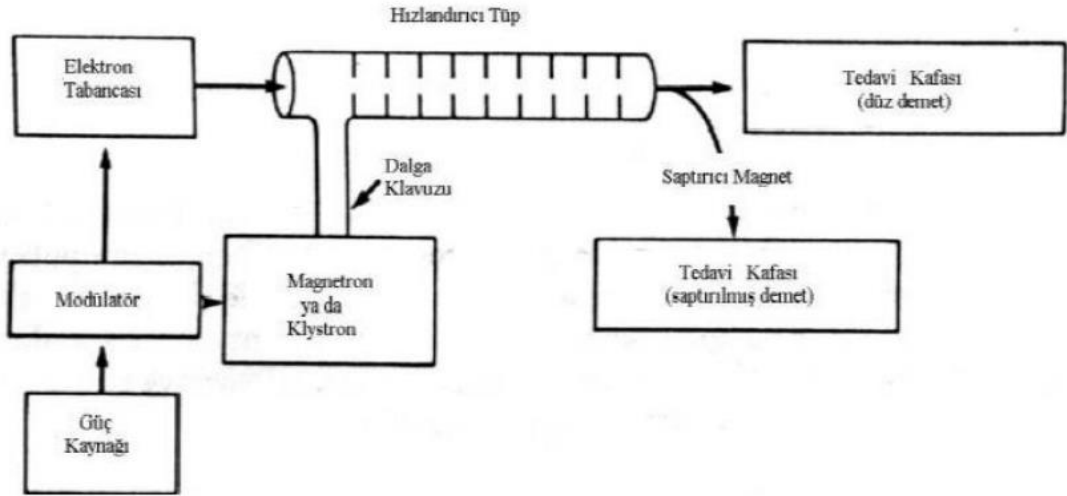 Hızlandırıcı Tüp
Elektron
Tabancası
Tedavi Kafası
(düz demet)
Dalga
Klavuzu
Saptırıcı Magnet
Tedavi Kafası
(saptırılmış demet)
Modülatör
Magnetron
ya da
Klystron
Güç
Kaynağı